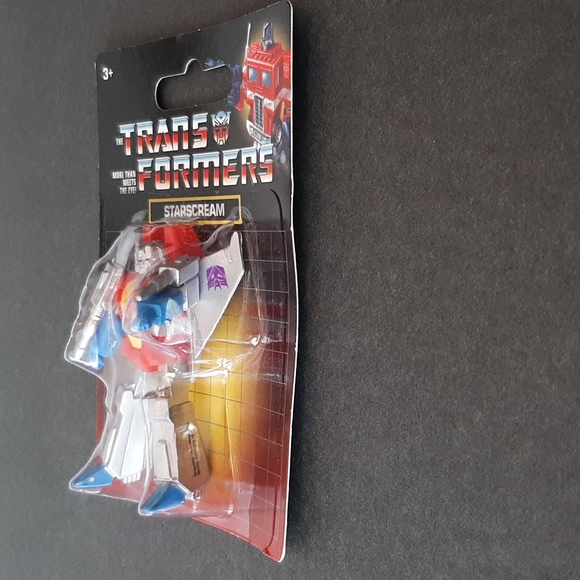 3+
THE TRANS
FORMERS
MORE THAN
MEETS
THE EYE!
STARSCREAM